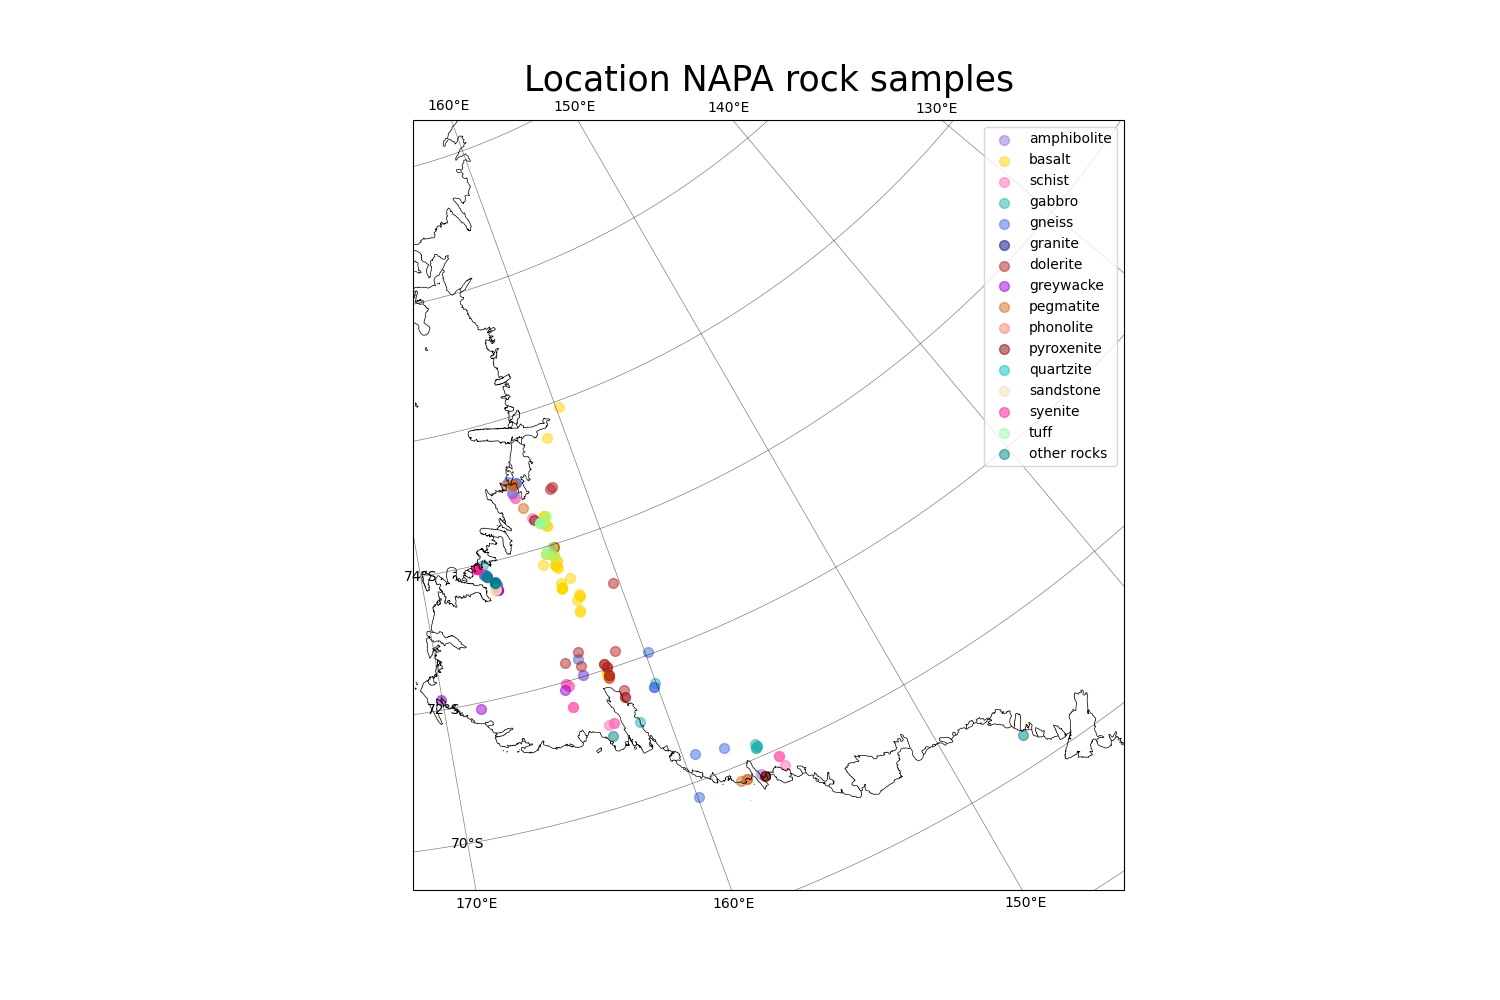 Location NAPA rock samples
160°E
150°E
140°E
130°E
amphibolite
basalt
schist
gabbro
gneiss
granite
dolerite
greywacke
pegmatite
phonolite
pyroxenite
quartzite
sandstone
syenite
tuff
other rocks
74°S
72°S
70°S
170°E
160°E
150°E